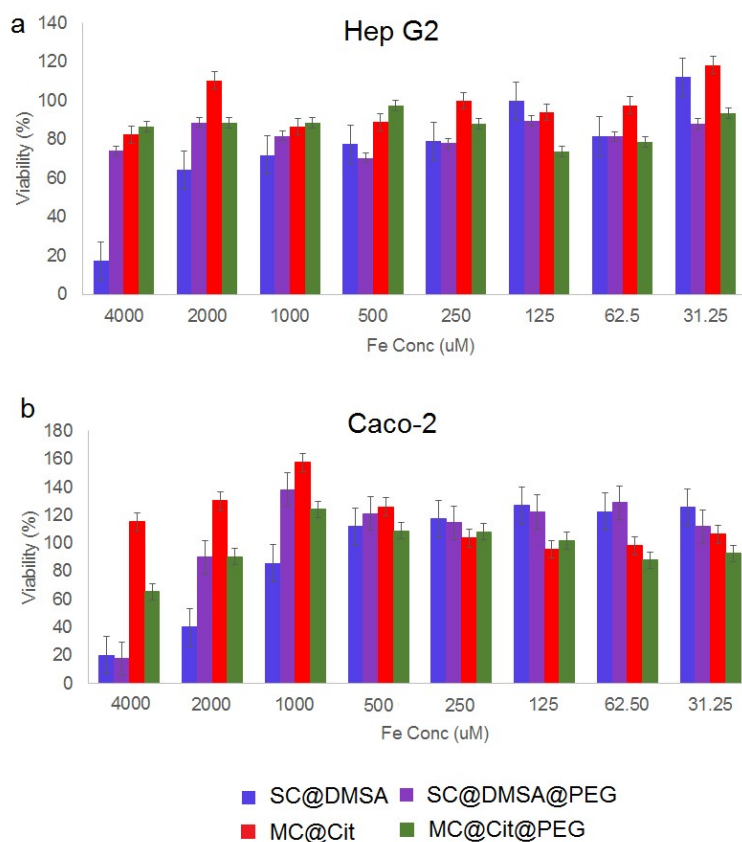 a
Hep G2
140
120
100
80
60
40
20
0
Viability (%)
4000 2000 1000 500 250 125 62.5 31.25
Fe Conc (uM)
b
Caco-2
180
160
140
120
100
80
60
40
20
0
Viability (%)
4000 2000 1000 500 250 125 62.50 31.25
Fe Conc (uM)
SC@DMSA SC@DMSA@PEG
MC@Cit MC@Cit@PEG